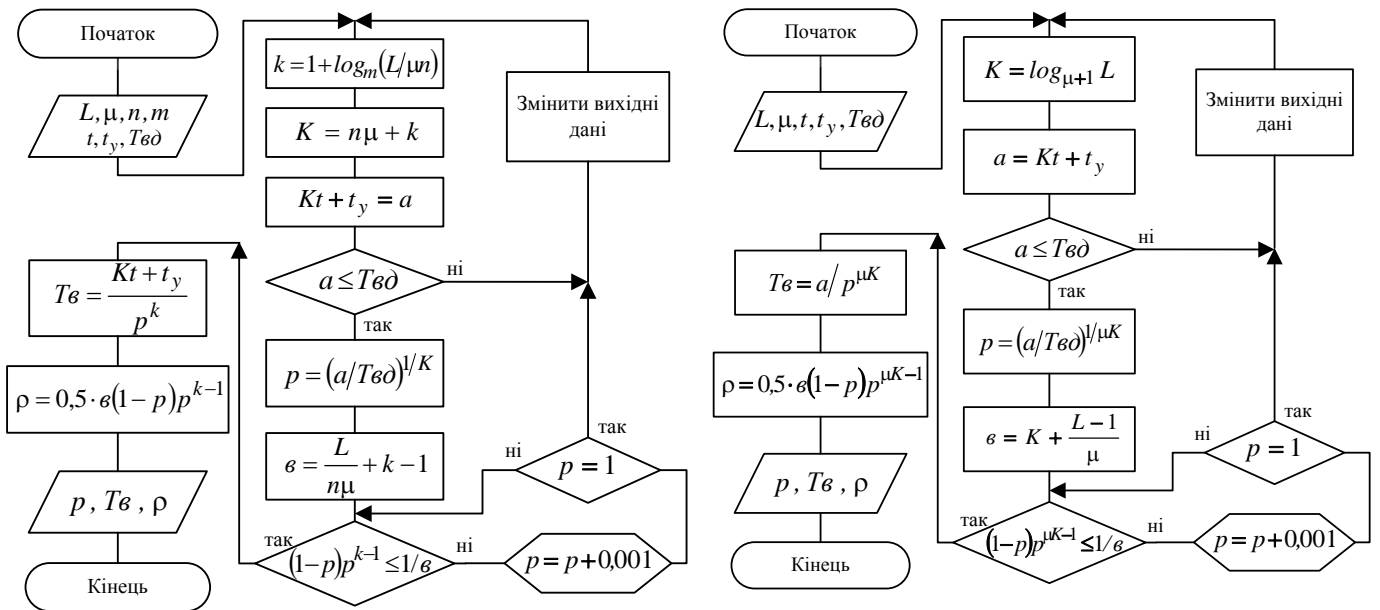 Початок
L, μ, n, m
t, t_y, Tвд
k = 1 + log_m(L/μn)
K = nμ + k
Kt + t_y = a
a ≤ Tвд
ні
так
p = (a/Tвд)^{1/K}
в = L/nμ + k − 1
(1−p)p^{k−1} ≤ 1/в
так
ні
p = p + 0,001
p = 1
ні
так
Змінити вихідні
дані
Tв = (Kt + t_y)/p^k
ρ = 0,5 · в(1−p)p^{k−1}
p , Tв , ρ
Кінець
Початок
L, μ, t, t_y, Tвд
K = log_{μ+1} L
a = Kt + t_y
a ≤ Tвд
ні
так
p = (a/Tвд)^{1/μK}
в = K + (L − 1)/μ
(1−p)p^{μK−1} ≤ 1/в
так
ні
p = p + 0,001
p = 1
ні
так
Змінити вихідні
дані
Tв = a/p^{μK}
ρ = 0,5 · в(1−p)p^{μK−1}
p , Tв , ρ
Кінець